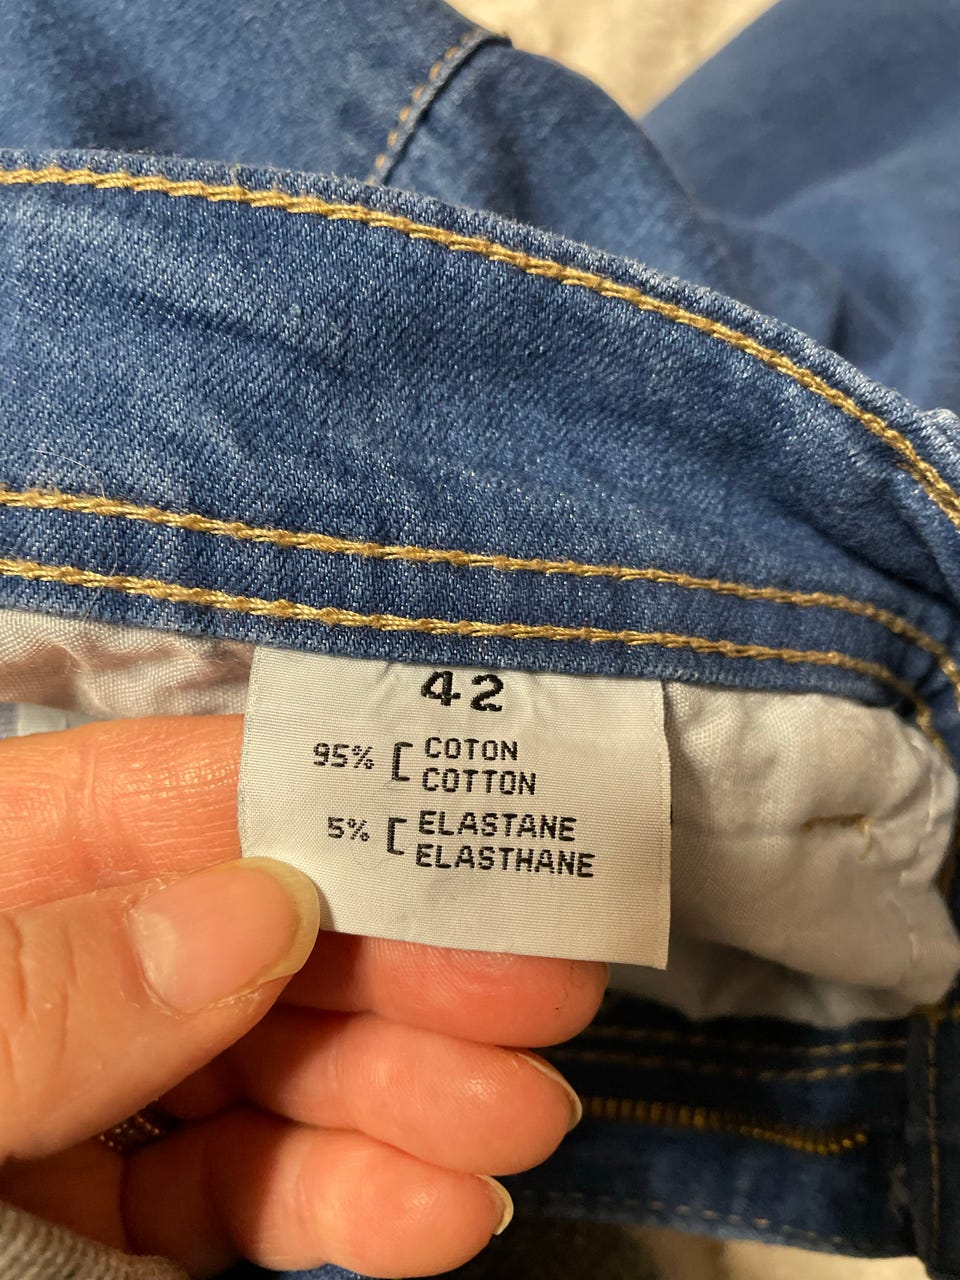 42
95% [ COTON
COTTON
5% [ ELASTANE
ELASTHANE